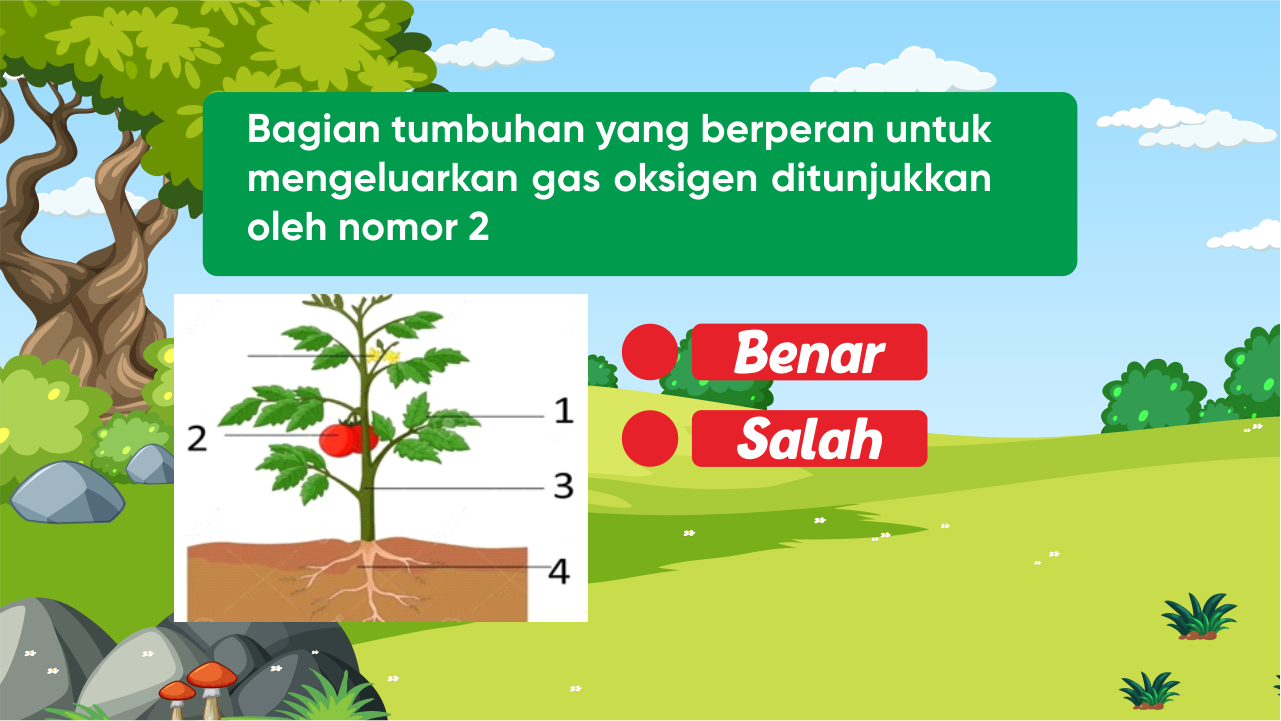 Bagian tumbuhan yang berperan untuk
mengeluarkan gas oksigen ditunjukkan
oleh nomor 2
Benar
Salah
1
2
3
4